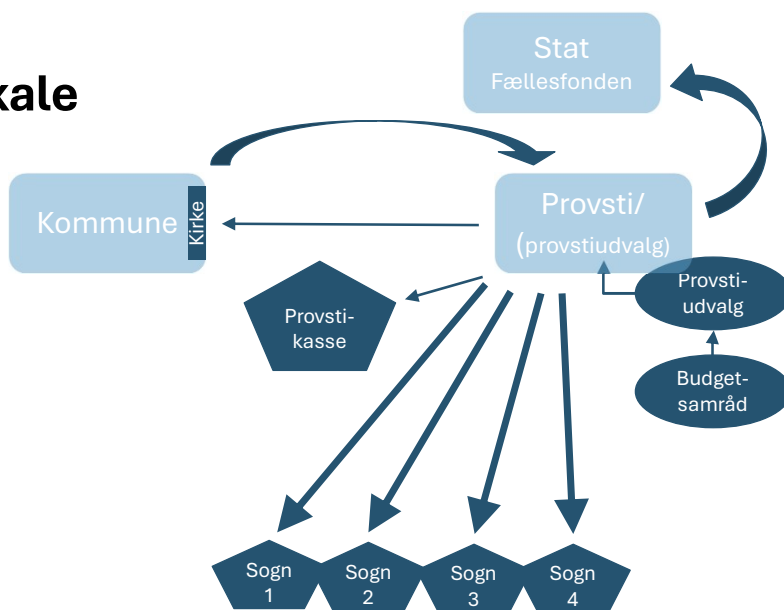 Stat
Fællesfonden
kale
Kommune
Kirke
Provsti/
(provstiudvalg)
Provsti-
udvalg
Provsti-
kasse
Budget-
samråd
Sogn
1
Sogn
2
Sogn
3
Sogn
4